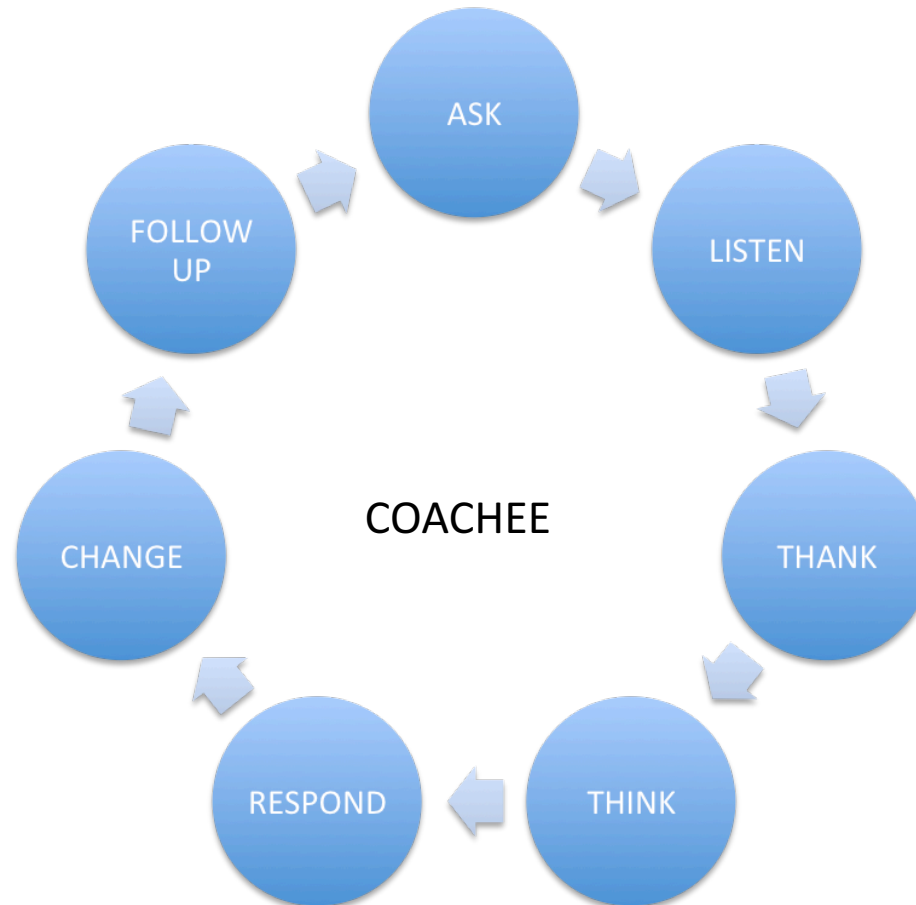 ASK
LISTEN
THANK
THINK
RESPOND
CHANGE
FOLLOW
UP
COACHEE